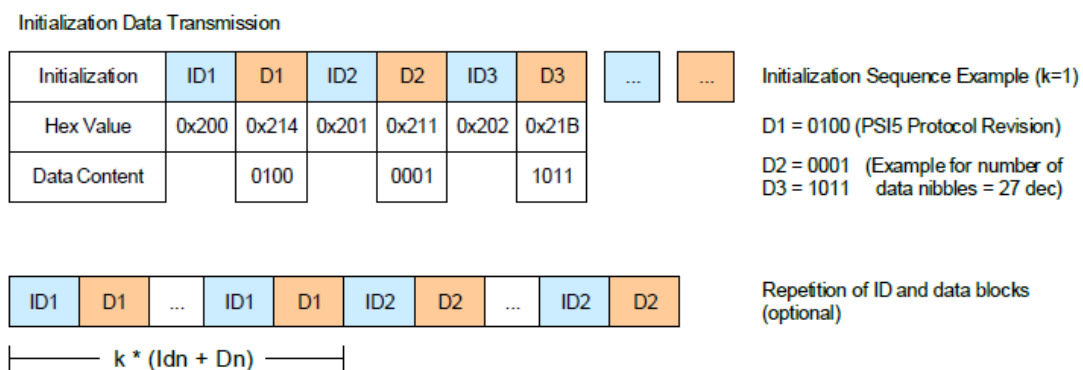 Initialization Data Transmission
Initialization ID1 D1 ID2 D2 ID3 D3 ... ... Initialization Sequence Example (k=1)
Hex Value 0x200 0x214 0x201 0x211 0x202 0x21B D1 = 0100 (PSI5 Protocol Revision)
Data Content 0100 0001 1011
D2 = 0001 (Example for number of
D3 = 1011 data nibbles = 27 dec)
ID1 D1 ... ID1 D1 ID2 D2 ... ID2 D2
Repetition of ID and data blocks
(optional)
k * (Idn + Dn)